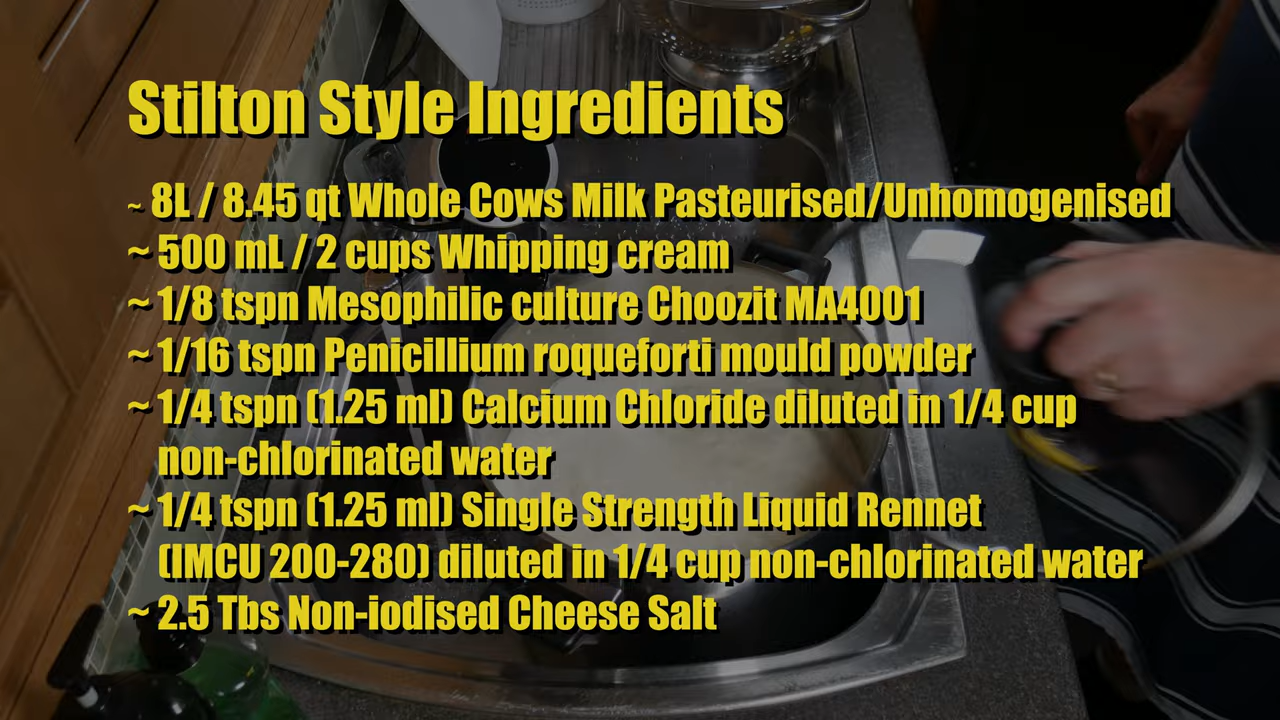 Stilton Style Ingredients
~ 8L / 8.45 qt Whole Cows Milk Pasteurised/Unhomogenised
~ 500 mL / 2 cups Whipping cream
~ 1/8 tspn Mesophilic culture Choozit MA4001
~ 1/16 tspn Penicillium roqueforti mould powder
~ 1/4 tspn (1.25 ml) Calcium Chloride diluted in 1/4 cup
non-chlorinated water
~ 1/4 tspn (1.25 ml) Single Strength Liquid Rennet
(IMCU 200-280) diluted in 1/4 cup non-chlorinated water
~ 2.5 Tbs Non-iodised Cheese Salt